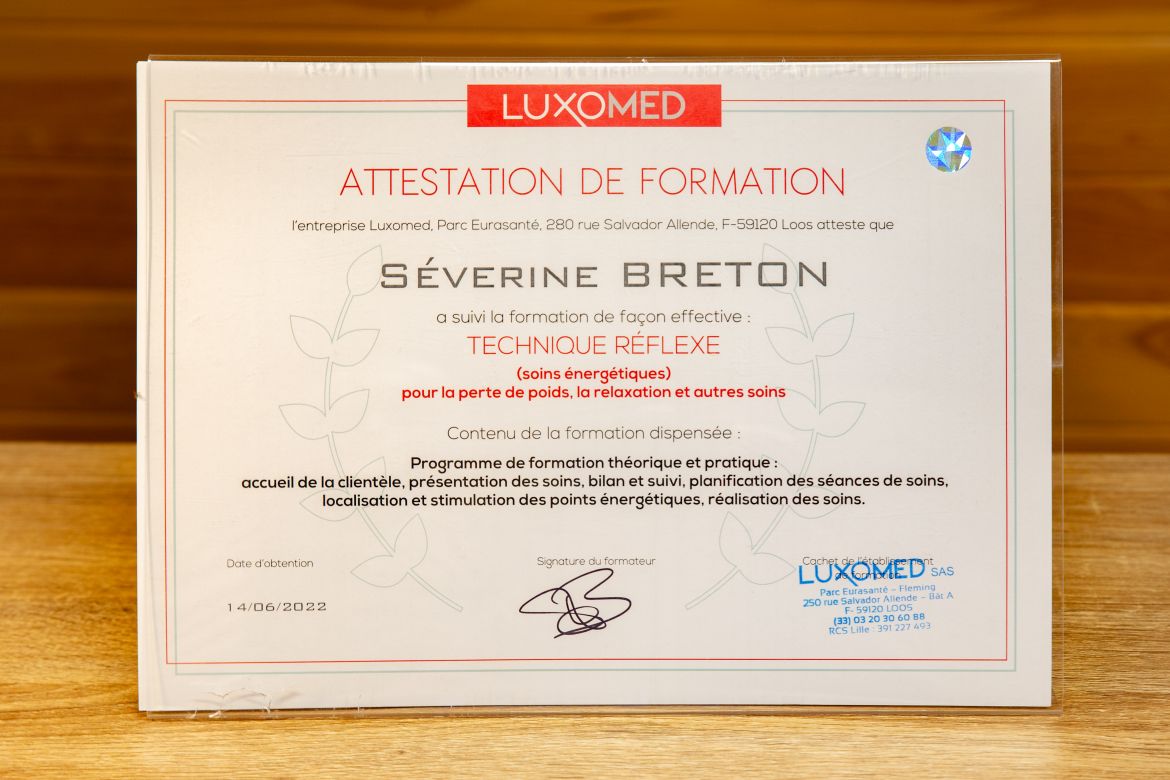 LUXOMED
ATTESTATION DE FORMATION
l'entreprise Luxomed, Parc Eurasanté, 280 rue Salvador Allende, F-59120 Loos atteste que
SÉVERINE BRETON
a suivi la formation de façon effective :
TECHNIQUE RÉFLEXE
(soins énergétiques)
pour la perte de poids, la relaxation et autres soins
Contenu de la formation dispensée :
Programme de formation théorique et pratique :
accueil de la clientèle, présentation des soins, bilan et suivi, planification des séances de soins,
localisation et stimulation des points énergétiques, réalisation des soins.
Date d'obtention
14/06/2022
Signature du formateur
Cachet de l'établissement
de formation
LUXOMED SAS
Parc Eurasanté - Fleming
250 rue Salvador Allende - Bât A
F- 59120 LOOS
(33) 03 20 30 60 88
RCS Lille : 391 227 493